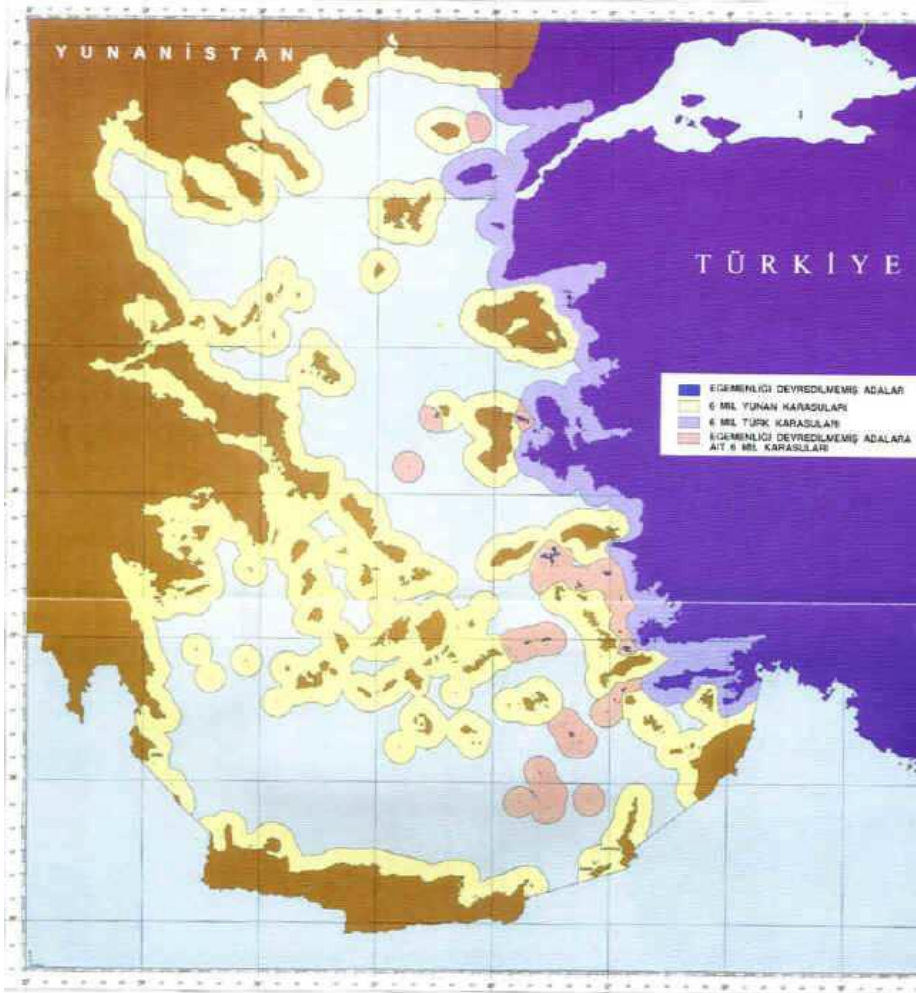 YUNANİSTAN
TÜRKİYE
EGEMENLİĞİ DEVREDİLMEMİŞ ADALAR
6 MİL YUNAN KARASULARI
6 MİL TÜRK KARASULARI
EGEMENLİĞİ DEVREDİLMEMİŞ ADALARA
AİT 6 MİL KARASULARI